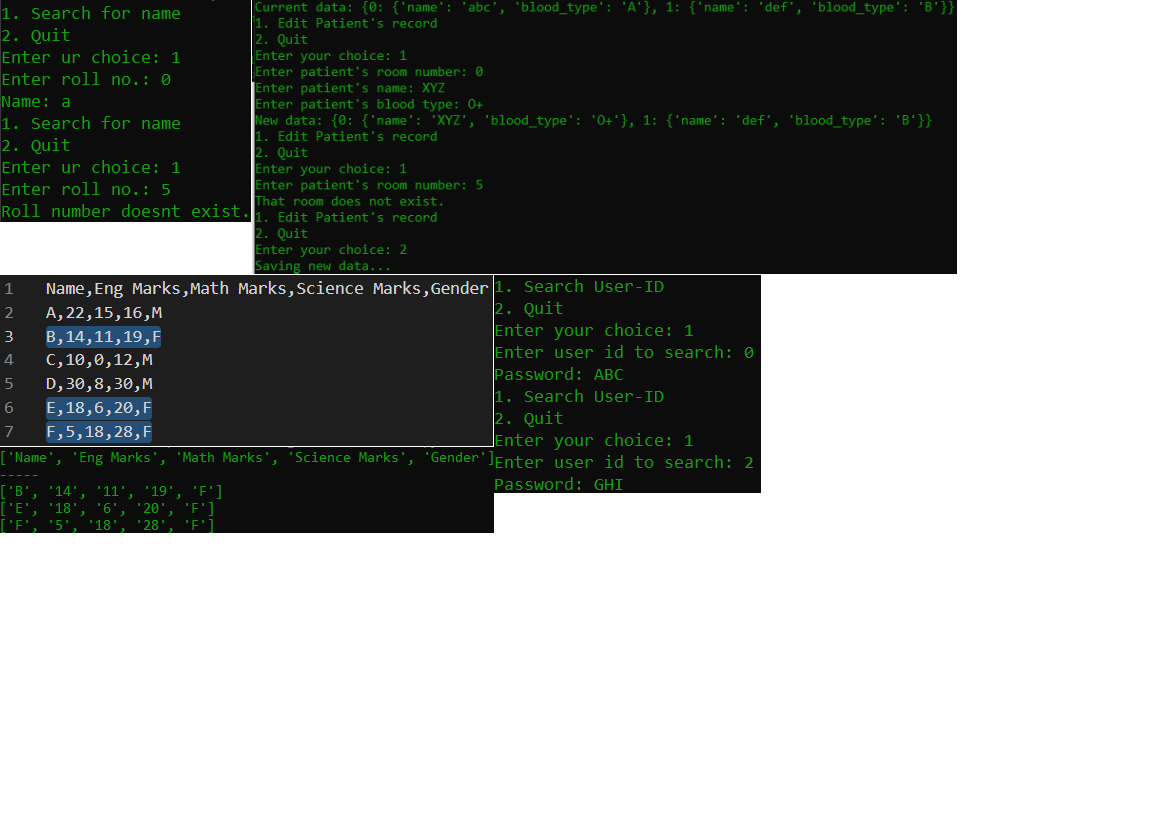 1. Search for name
2. Quit
Enter ur choice: 1
Enter roll no.: 0
Name: a
1. Search for name
2. Quit
Enter ur choice: 1
Enter roll no.: 5
Roll number doesnt exist.
Current data: {0: {'name': 'abc', 'blood_type': 'A'}, 1: {'name': 'def', 'blood_type': 'B'}}
1. Edit Patient's record
2. Quit
Enter your choice: 1
Enter patient's room number: 0
Enter patient's name: XYZ
Enter patient's blood type: O+
New data: {0: {'name': 'XYZ', 'blood_type': 'O+'}, 1: {'name': 'def', 'blood_type': 'B'}}
1. Edit Patient's record
2. Quit
Enter your choice: 1
Enter patient's room number: 5
That room does not exist.
1. Edit Patient's record
2. Quit
Enter your choice: 2
Saving new data...
1 Name,Eng Marks,Math Marks,Science Marks,Gender
2 A,22,15,16,M
3 B,14,11,19,F
4 C,10,0,12,M
5 D,30,8,30,M
6 E,18,6,20,F
7 F,5,18,28,F
['Name', 'Eng Marks', 'Math Marks', 'Science Marks', 'Gender']
-----
['B', '14', '11', '19', 'F']
['E', '18', '6', '20', 'F']
['F', '5', '18', '28', 'F']
1. Search User-ID
2. Quit
Enter your choice: 1
Enter user id to search: 0
Password: ABC
1. Search User-ID
2. Quit
Enter your choice: 1
Enter user id to search: 2
Password: GHI